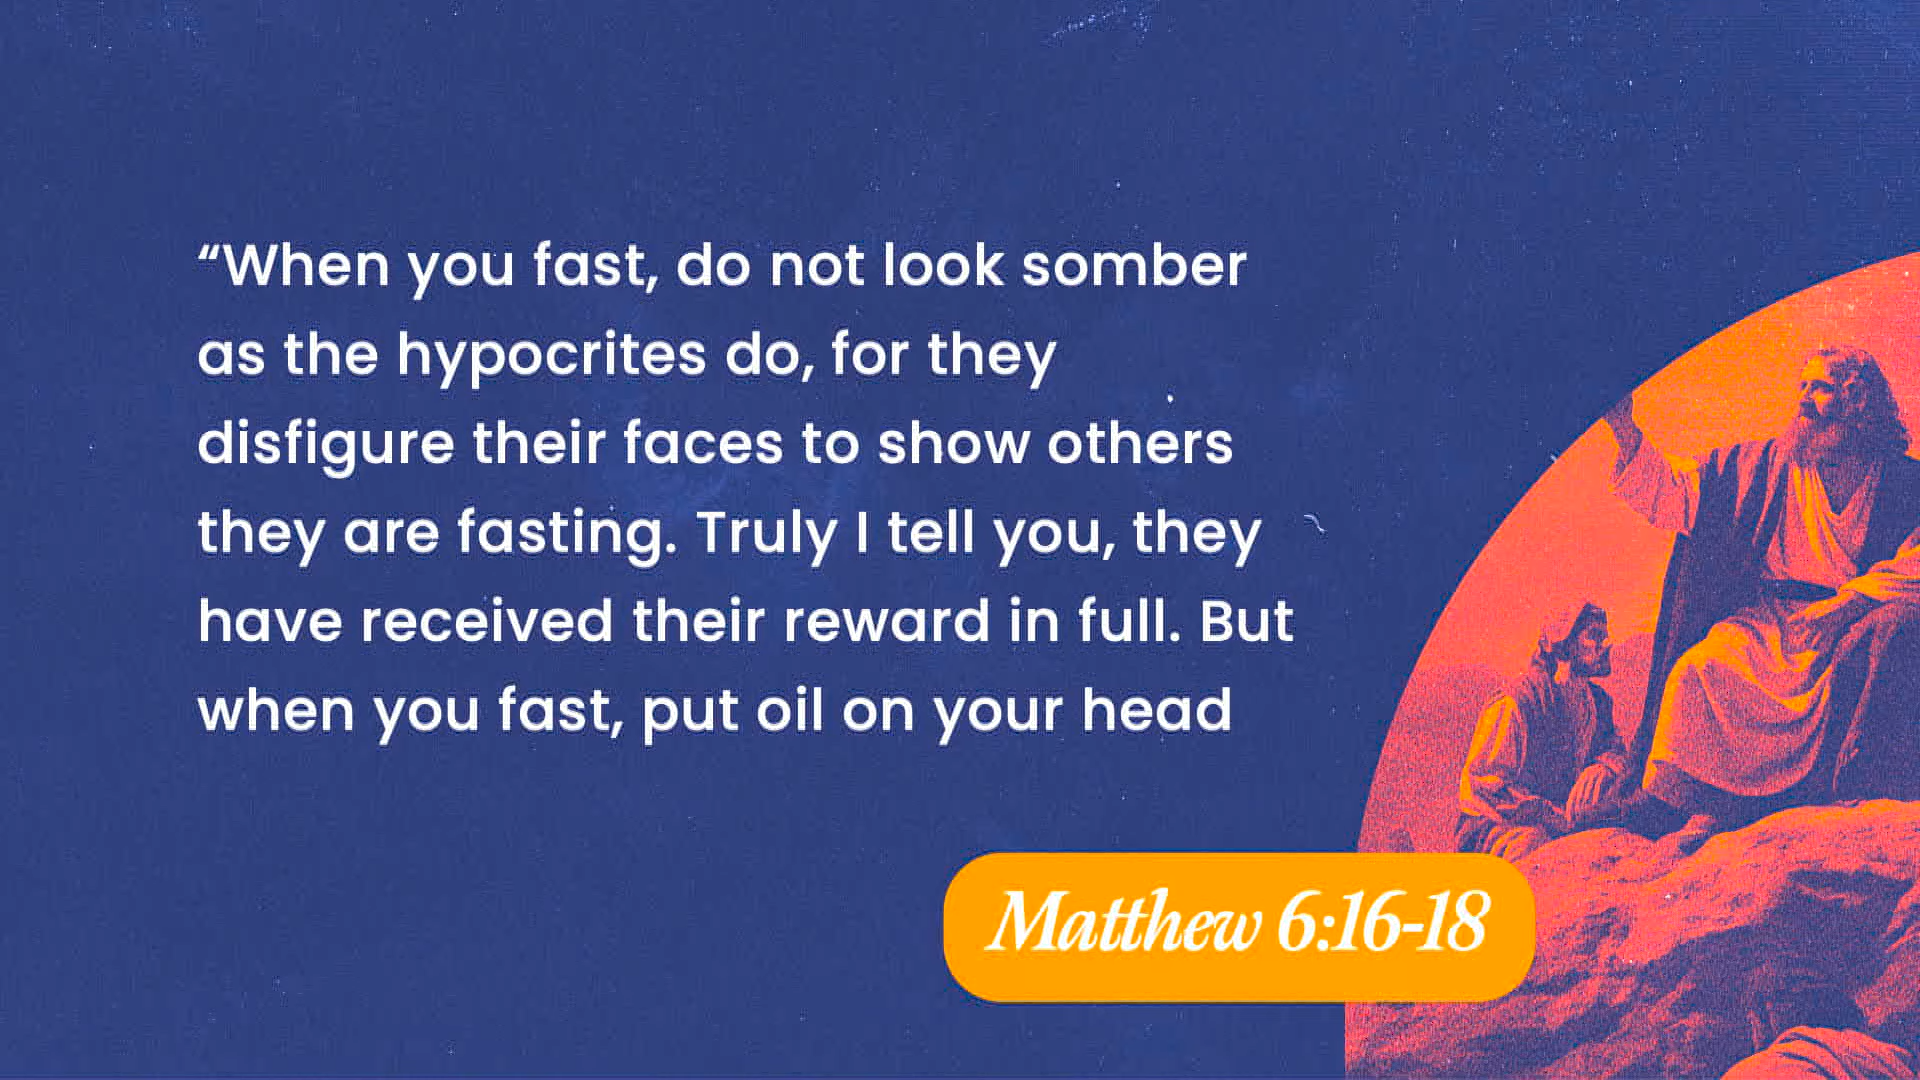 “When you fast, do not look somber
as the hypocrites do, for they
disfigure their faces to show others
they are fasting. Truly I tell you, they
have received their reward in full. But
when you fast, put oil on your head
Matthew 6:16-18